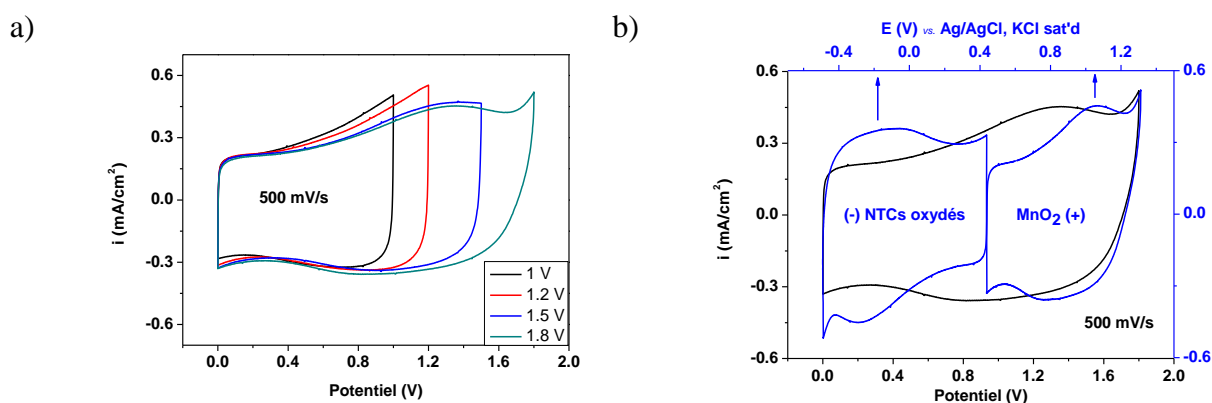 a)
i (mA/cm²)
0.6
0.3
0.0
-0.3
-0.6
500 mV/s
1 V
1.2 V
1.5 V
1.8 V
0.0 0.4 0.8 1.2 1.6 2.0
Potentiel (V)
b)
E (V) vs. Ag/AgCl, KCl sat'd
-0.4 0.0 0.4 0.8 1.2
i (mA/cm²)
0.6
0.3
0.0
-0.3
-0.6
0.6
0.0
-0.6
(-) NTCs oxydés
MnO₂ (+)
500 mV/s
0.0 0.4 0.8 1.2 1.6 2.0
Potentiel (V)